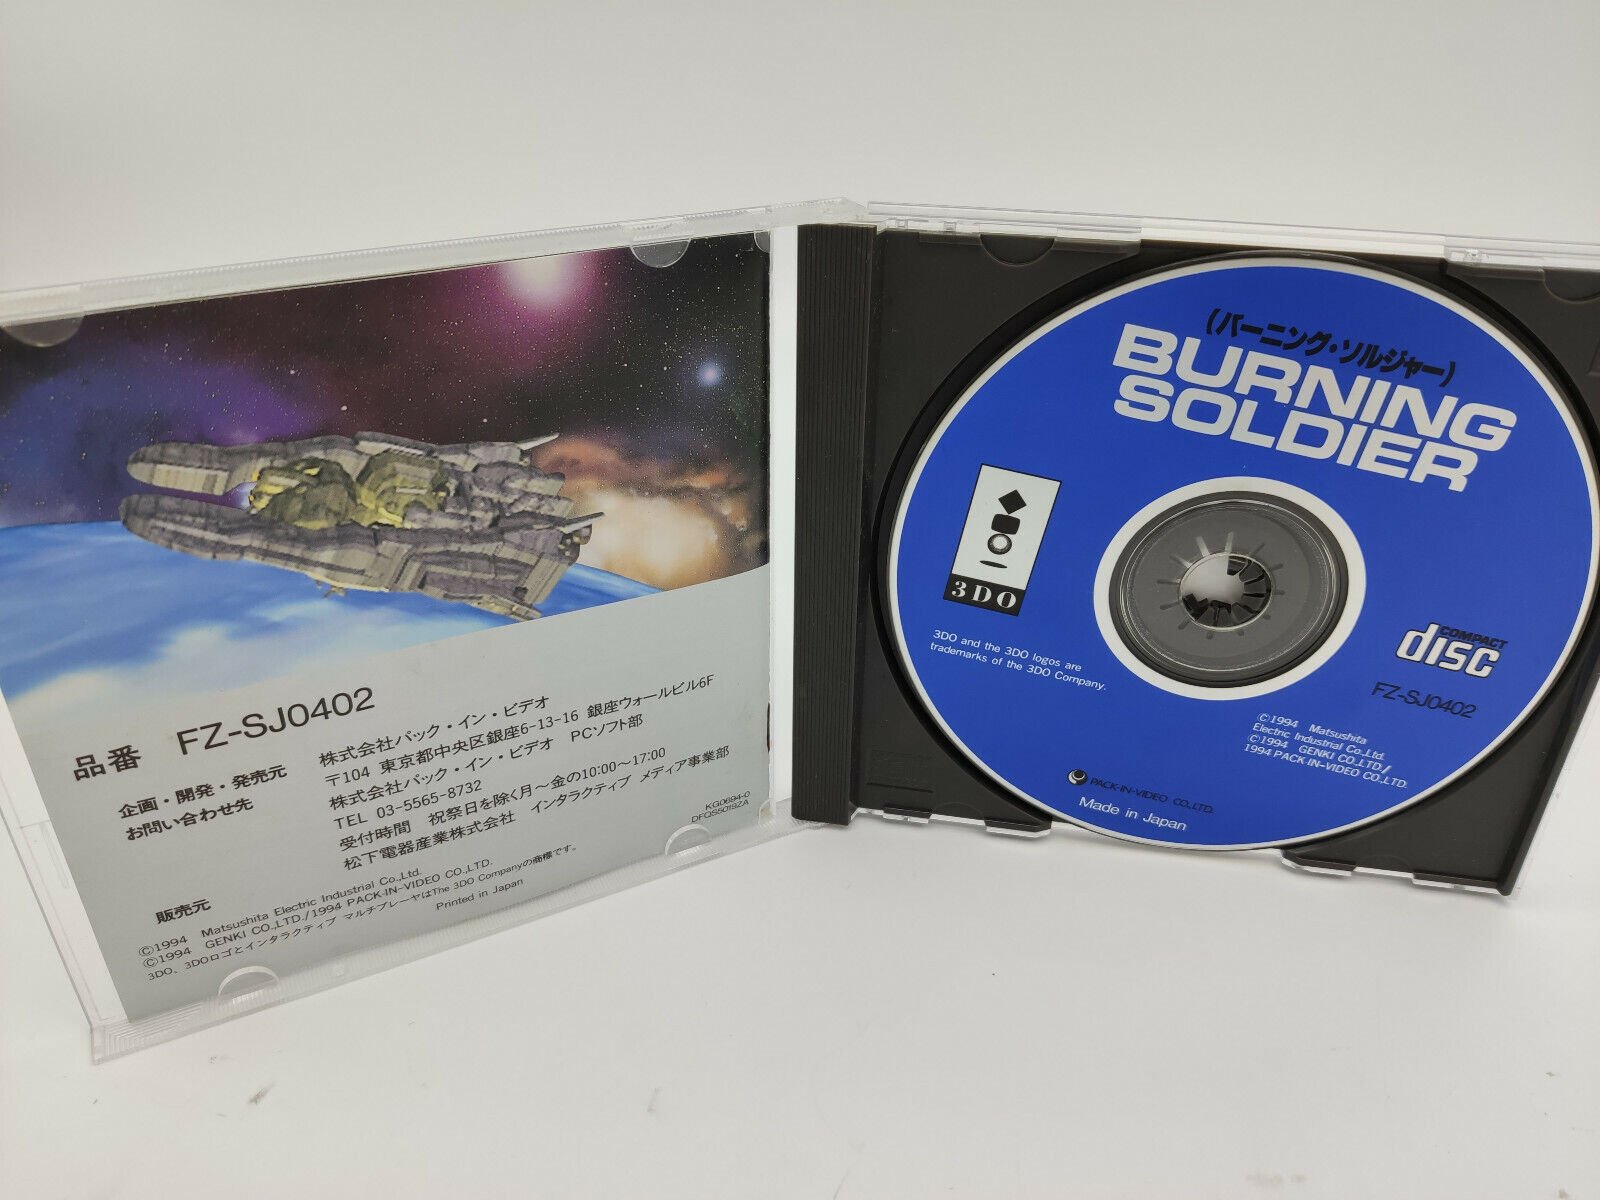 品番 FZ-SJ0402
企画・開発・発売元 株式会社パック・イン・ビデオ
〒104 東京都中央区銀座6-13-16 銀座ウォールビル6F
お問い合わせ先 株式会社パック・イン・ビデオ PCソフト部
TEL 03-5565-8732
受付時間 祝祭日を除く月〜金の10:00〜17:00
販売元 松下電器産業株式会社 インタラクティブ メディア事業部
©1994 Matsushita Electric Industrial Co.,Ltd.
©1994 GENKI CO.,LTD./1994 PACK-IN-VIDEO CO.,LTD.
3DO、3DOロゴとインタラクティブ マルチプレーヤはThe 3DO Companyの商標です。
Printed in Japan
KG0694-0
DFQS5019ZA
(バーニング・ソルジャー)
BURNING
SOLDIER
3DO
3DO and the 3DO logos are
trademarks of the 3DO Company.
COMPACT
disc
FZ-SJ0402
©1994 Matsushita
Electric Industrial Co.,Ltd.
©1994 GENKI CO.,LTD./
1994 PACK-IN-VIDEO CO.,LTD.
PACK-IN-VIDEO CO.,LTD.
Made in Japan